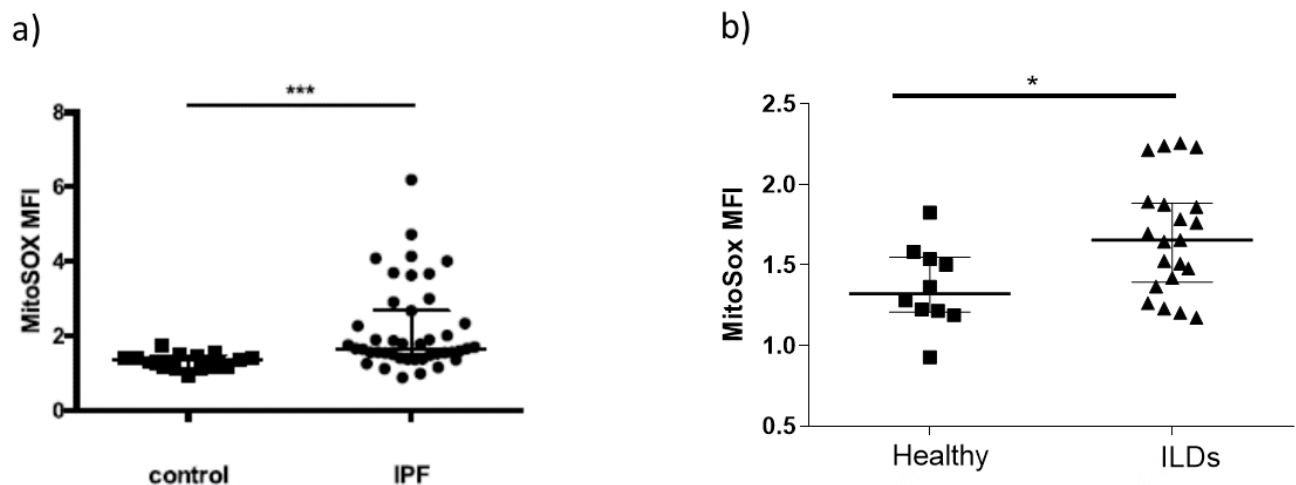 a)
***
8
6
4
2
0
MitoSOX MFI
control IPF
b)
*
2.5
2.0
1.5
1.0
0.5
MitoSox MFI
Healthy ILDs